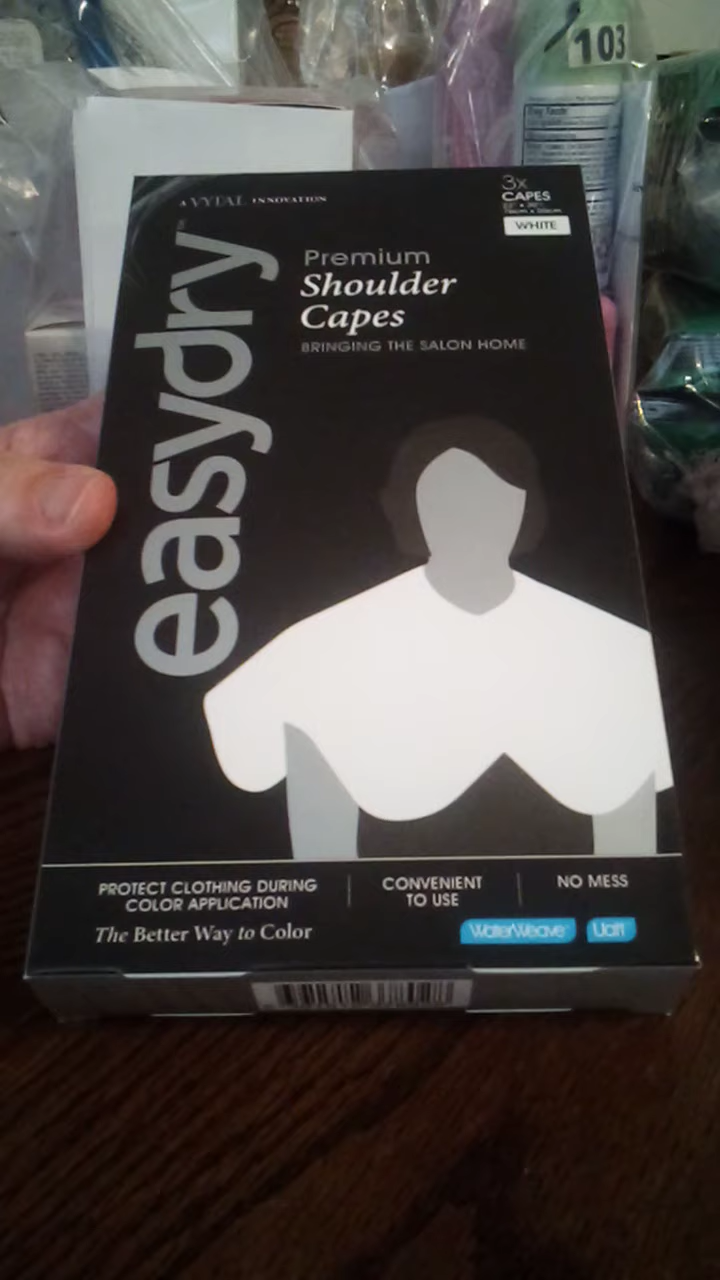 103
A VYTAL INNOVATION
3x
CAPES
WHITE
easydry™
Premium
Shoulder
Capes
BRINGING THE SALON HOME
PROTECT CLOTHING DURING
COLOR APPLICATION
CONVENIENT
TO USE
NO MESS
The Better Way to Color
WaterWeave